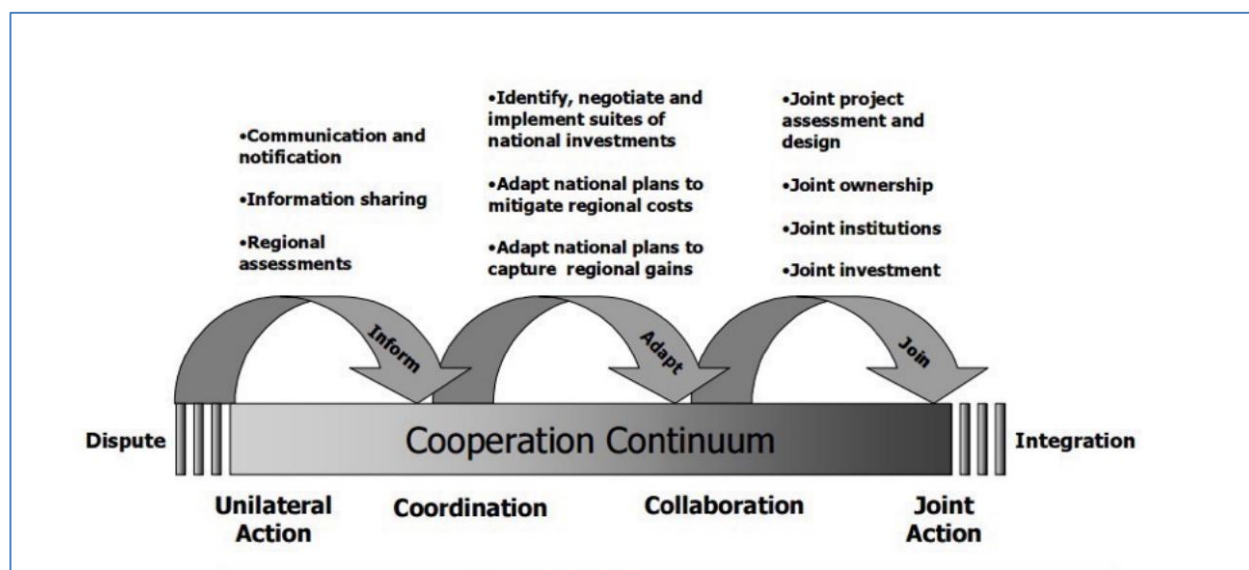 •Communication and
notification
•Information sharing
•Regional
assessments
•Identify, negotiate and
implement suites of
national investments
•Adapt national plans to
mitigate regional costs
•Adapt national plans to
capture regional gains
•Joint project
assessment and
design
•Joint ownership
•Joint institutions
•Joint investment
Inform
Adapt
Join
Dispute
Cooperation Continuum
Integration
Unilateral
Action
Coordination
Collaboration
Joint
Action